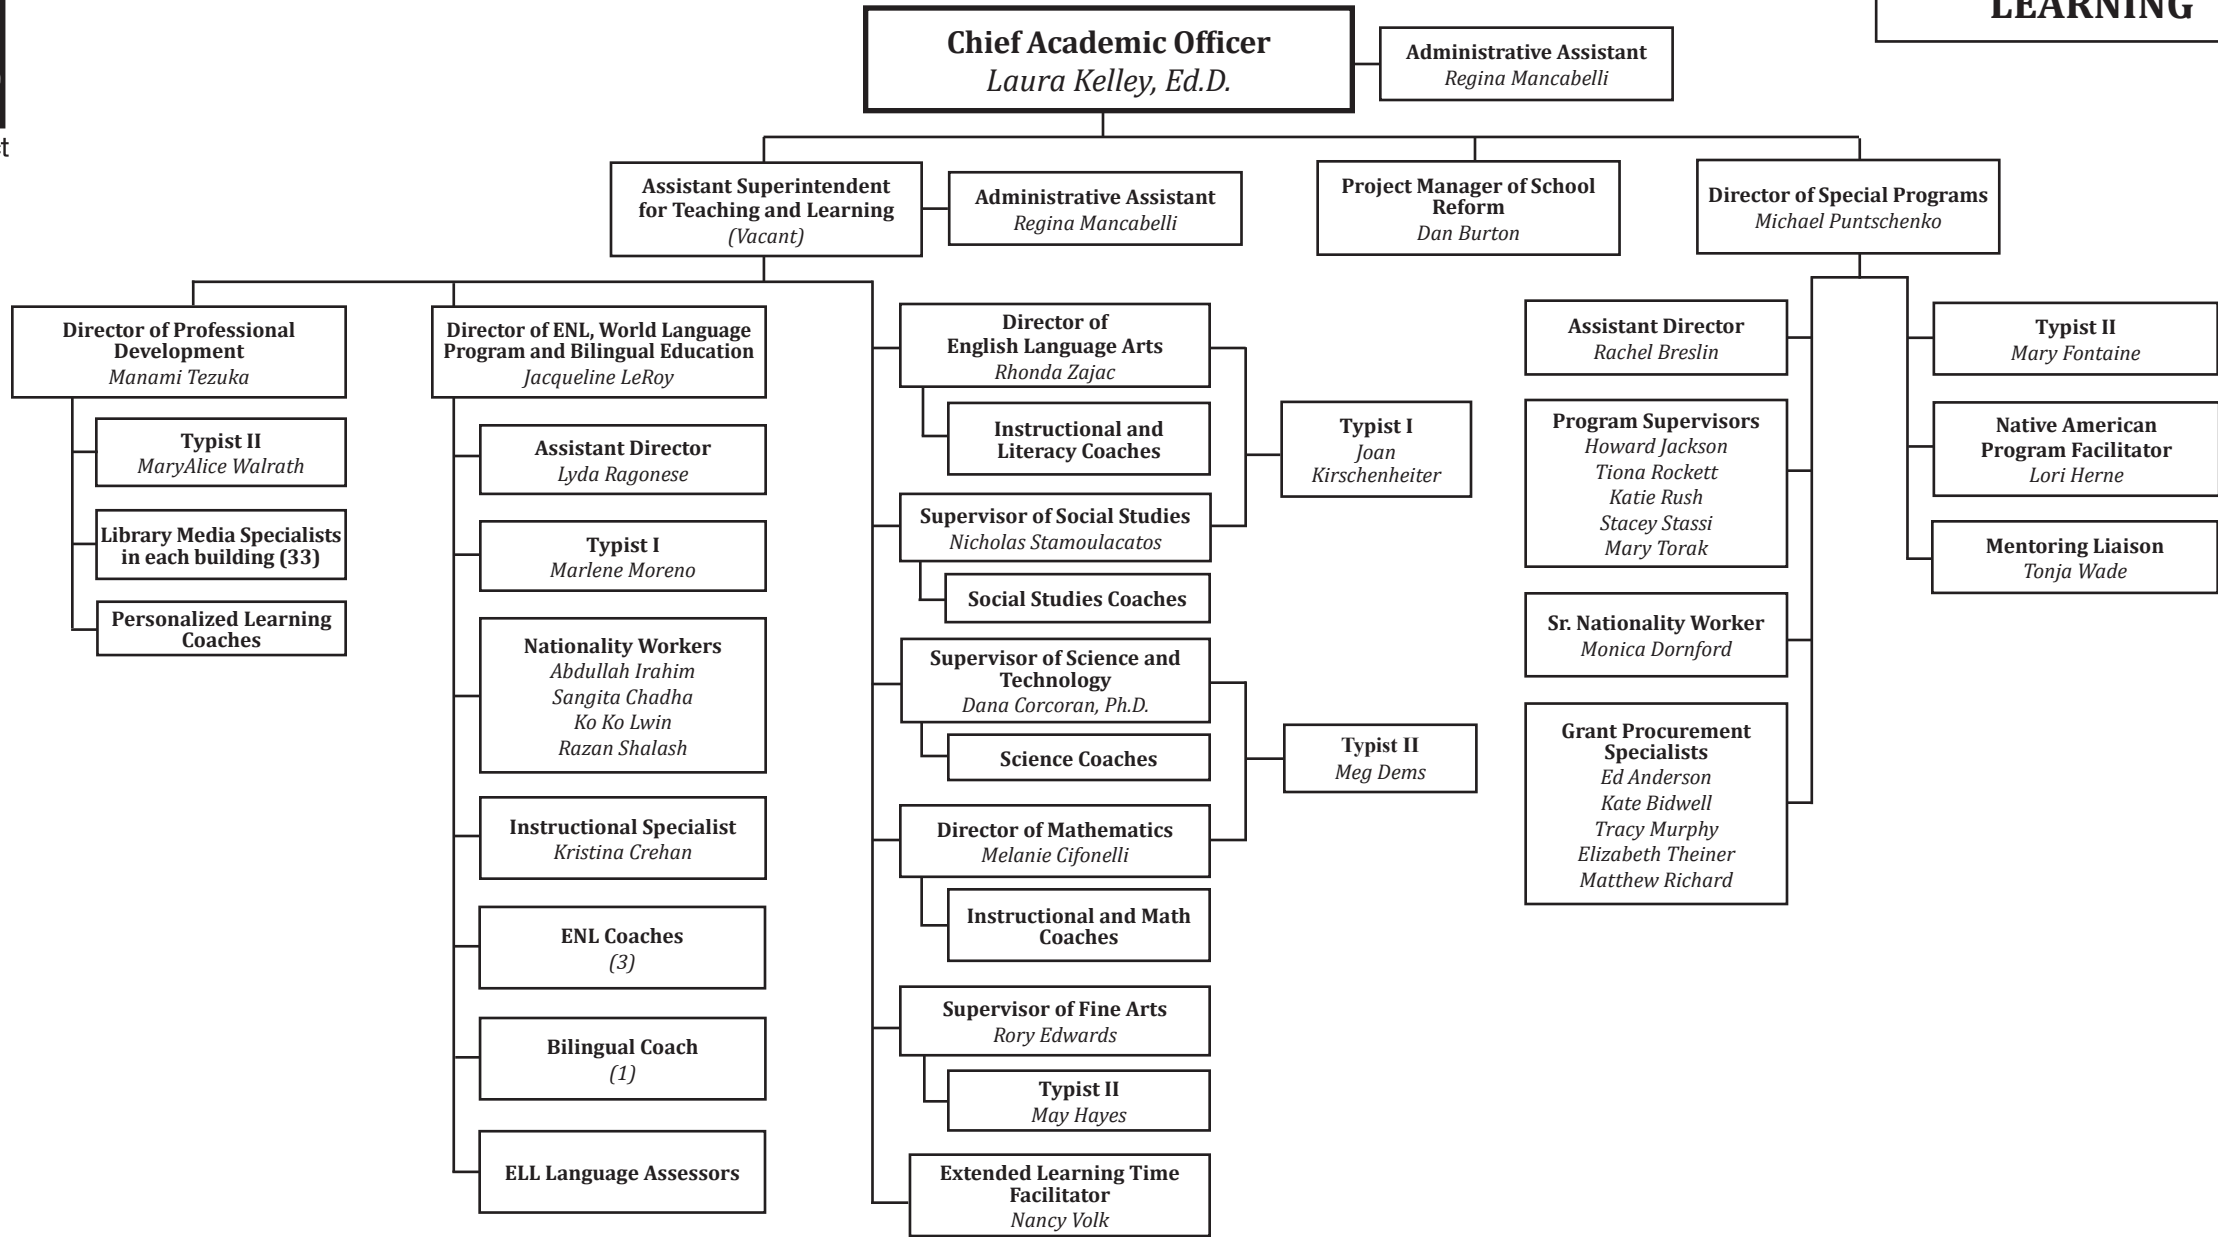 LEARNING
t
Chief Academic Officer
Laura Kelley, Ed.D.
Administrative Assistant
Regina Mancabelli
Assistant Superintendent
for Teaching and Learning
(Vacant)
Administrative Assistant
Regina Mancabelli
Project Manager of School
Reform
Dan Burton
Director of Special Programs
Michael Puntschenko
Director of Professional
Development
Manami Tezuka
Typist II
MaryAlice Walrath
Library Media Specialists
in each building (33)
Personalized Learning
Coaches
Director of ENL, World Language
Program and Bilingual Education
Jacqueline LeRoy
Assistant Director
Lyda Ragonese
Typist I
Marlene Moreno
Nationality Workers
Abdullah Irahim
Sangita Chadha
Ko Ko Lwin
Razan Shalash
Instructional Specialist
Kristina Crehan
ENL Coaches
(3)
Bilingual Coach
(1)
ELL Language Assessors
Director of
English Language Arts
Rhonda Zajac
Instructional and
Literacy Coaches
Typist I
Joan
Kirschenheiter
Supervisor of Social Studies
Nicholas Stamoulacatos
Social Studies Coaches
Supervisor of Science and
Technology
Dana Corcoran, Ph.D.
Science Coaches
Typist II
Meg Dems
Director of Mathematics
Melanie Cifonelli
Instructional and Math
Coaches
Supervisor of Fine Arts
Rory Edwards
Typist II
May Hayes
Extended Learning Time
Facilitator
Nancy Volk
Assistant Director
Rachel Breslin
Program Supervisors
Howard Jackson
Tiona Rockett
Katie Rush
Stacey Stassi
Mary Torak
Sr. Nationality Worker
Monica Dornford
Grant Procurement
Specialists
Ed Anderson
Kate Bidwell
Tracy Murphy
Elizabeth Theiner
Matthew Richard
Typist II
Mary Fontaine
Native American
Program Facilitator
Lori Herne
Mentoring Liaison
Tonja Wade